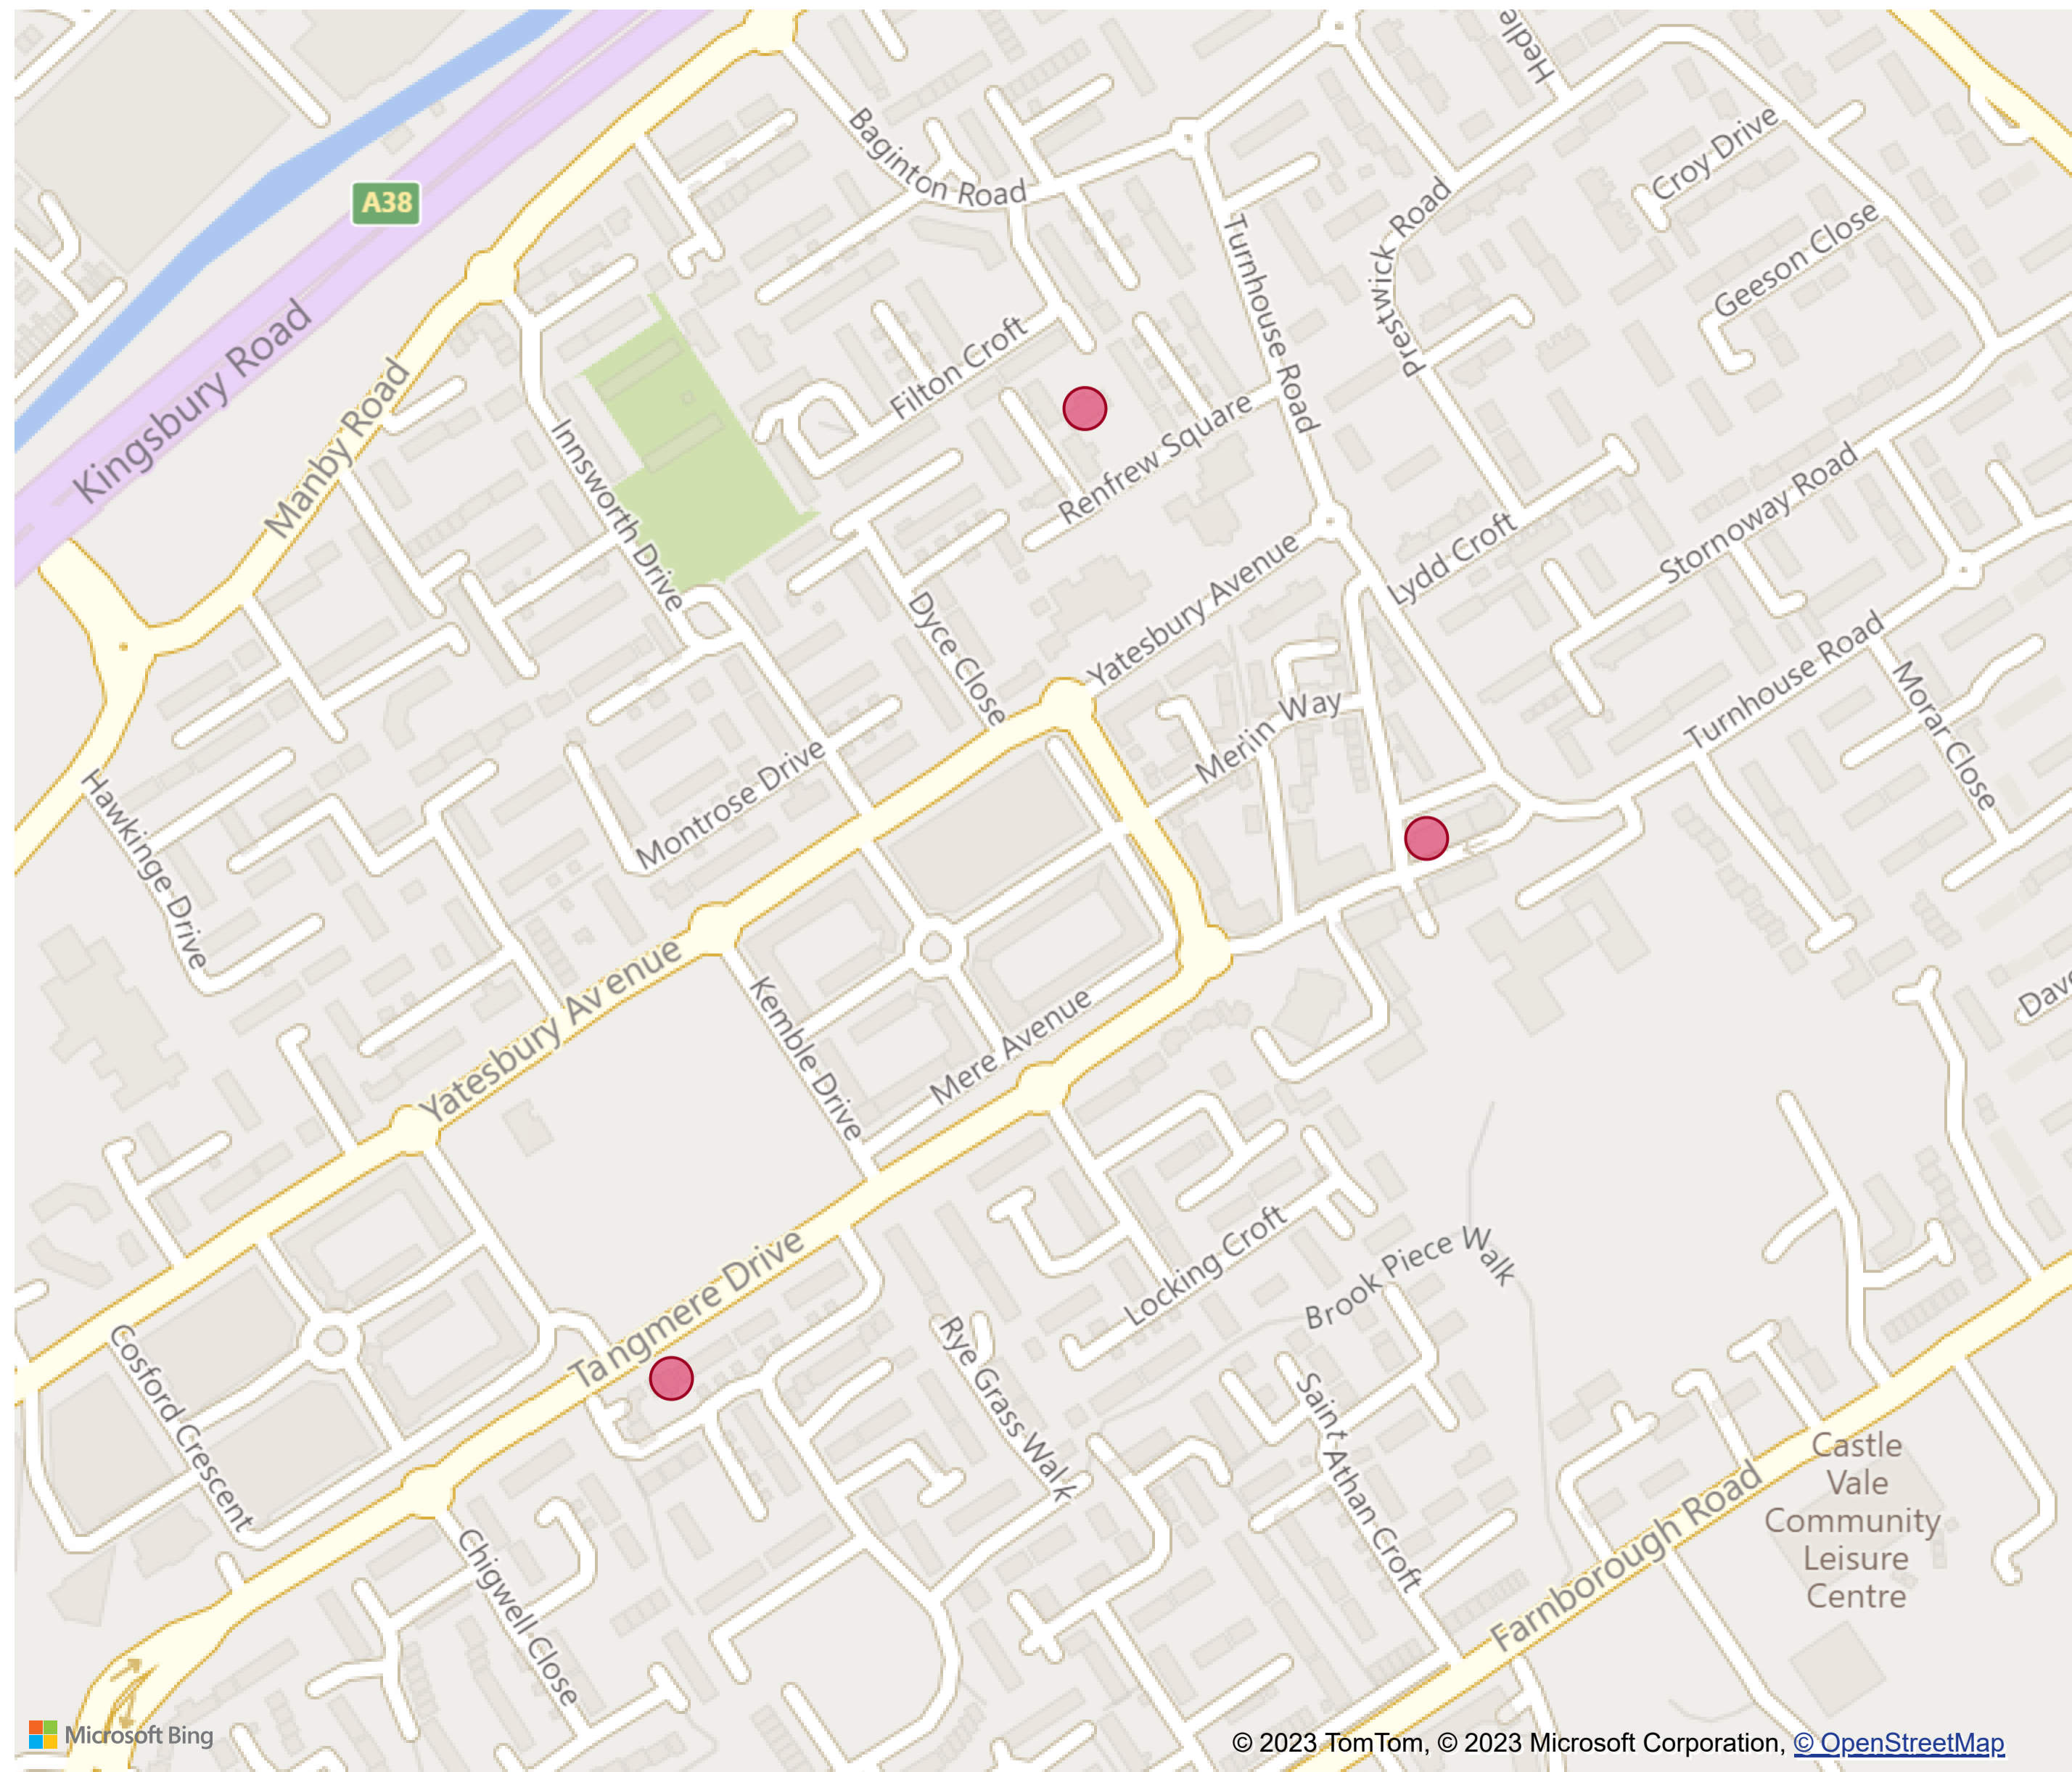 Hedle
Croy Drive
Baginton Road
A38
Prestwick Road
Geeson Close
Turnhouse Road
Kingsbury Road
Filton Croft
Manby Road
Renfrew Square
Innsworth Drive
Stornoway Road
Lydd Croft
Yatesbury Avenue
Dyce Close
Turnhouse Road
Morar Close
Merlin Way
Montrose Drive
Hawkinge Drive
Yatesbury Avenue
Kemble Drive
Mere Avenue
Dave
Locking Croft
Brook Piece Walk
Tangmere Drive
Rye Grass Walk
Cosford Crescent
Saint Athan Croft
Castle
Vale
Community
Leisure
Centre
Farnborough Road
Chigwell Close
Microsoft Bing
© 2023 TomTom, © 2023 Microsoft Corporation, © OpenStreetMap